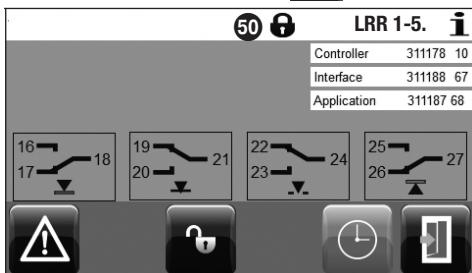 50 LRR 1-5. i
Controller 311178 10
Interface 311188 67
Application 311187 68
16 17 18
19 20 21
22 23 24
25 26 27